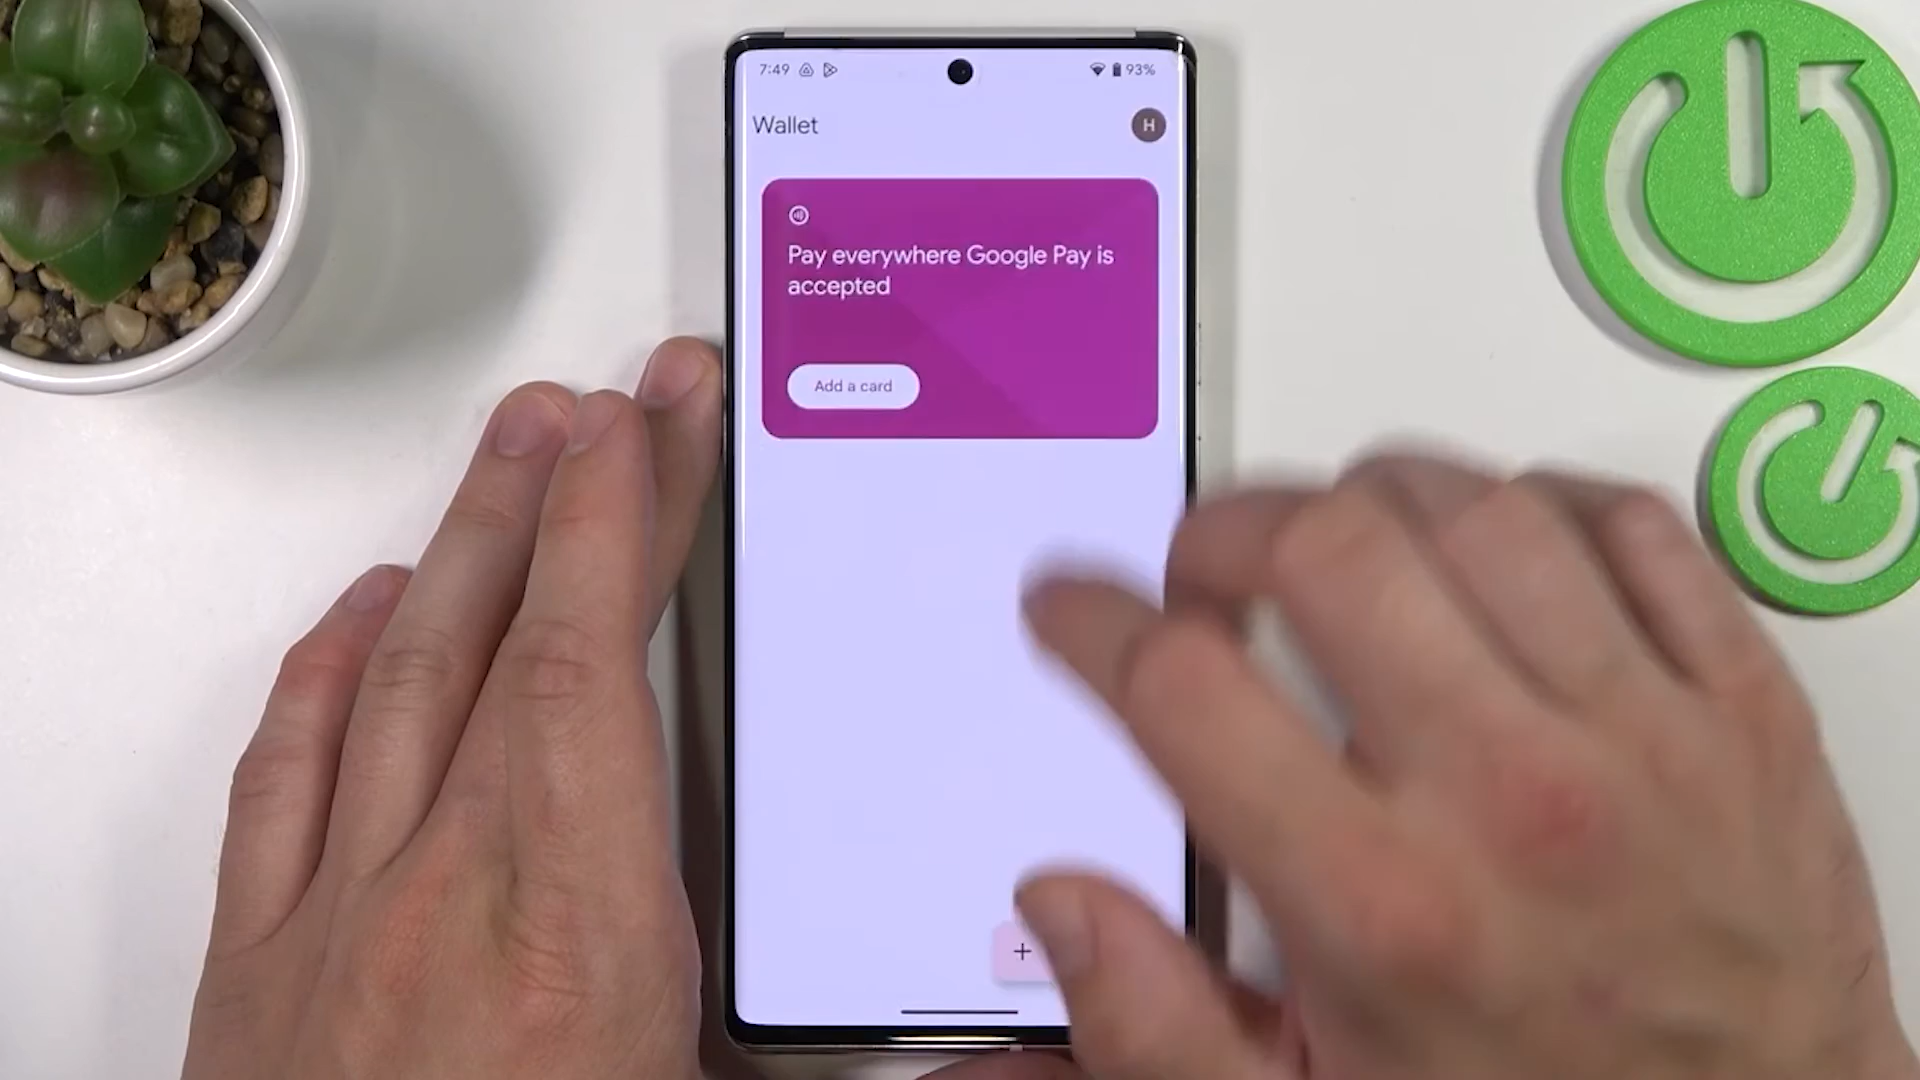 7:49
93%
Wallet
H
Pay everywhere Google Pay is
accepted
Add a card
+